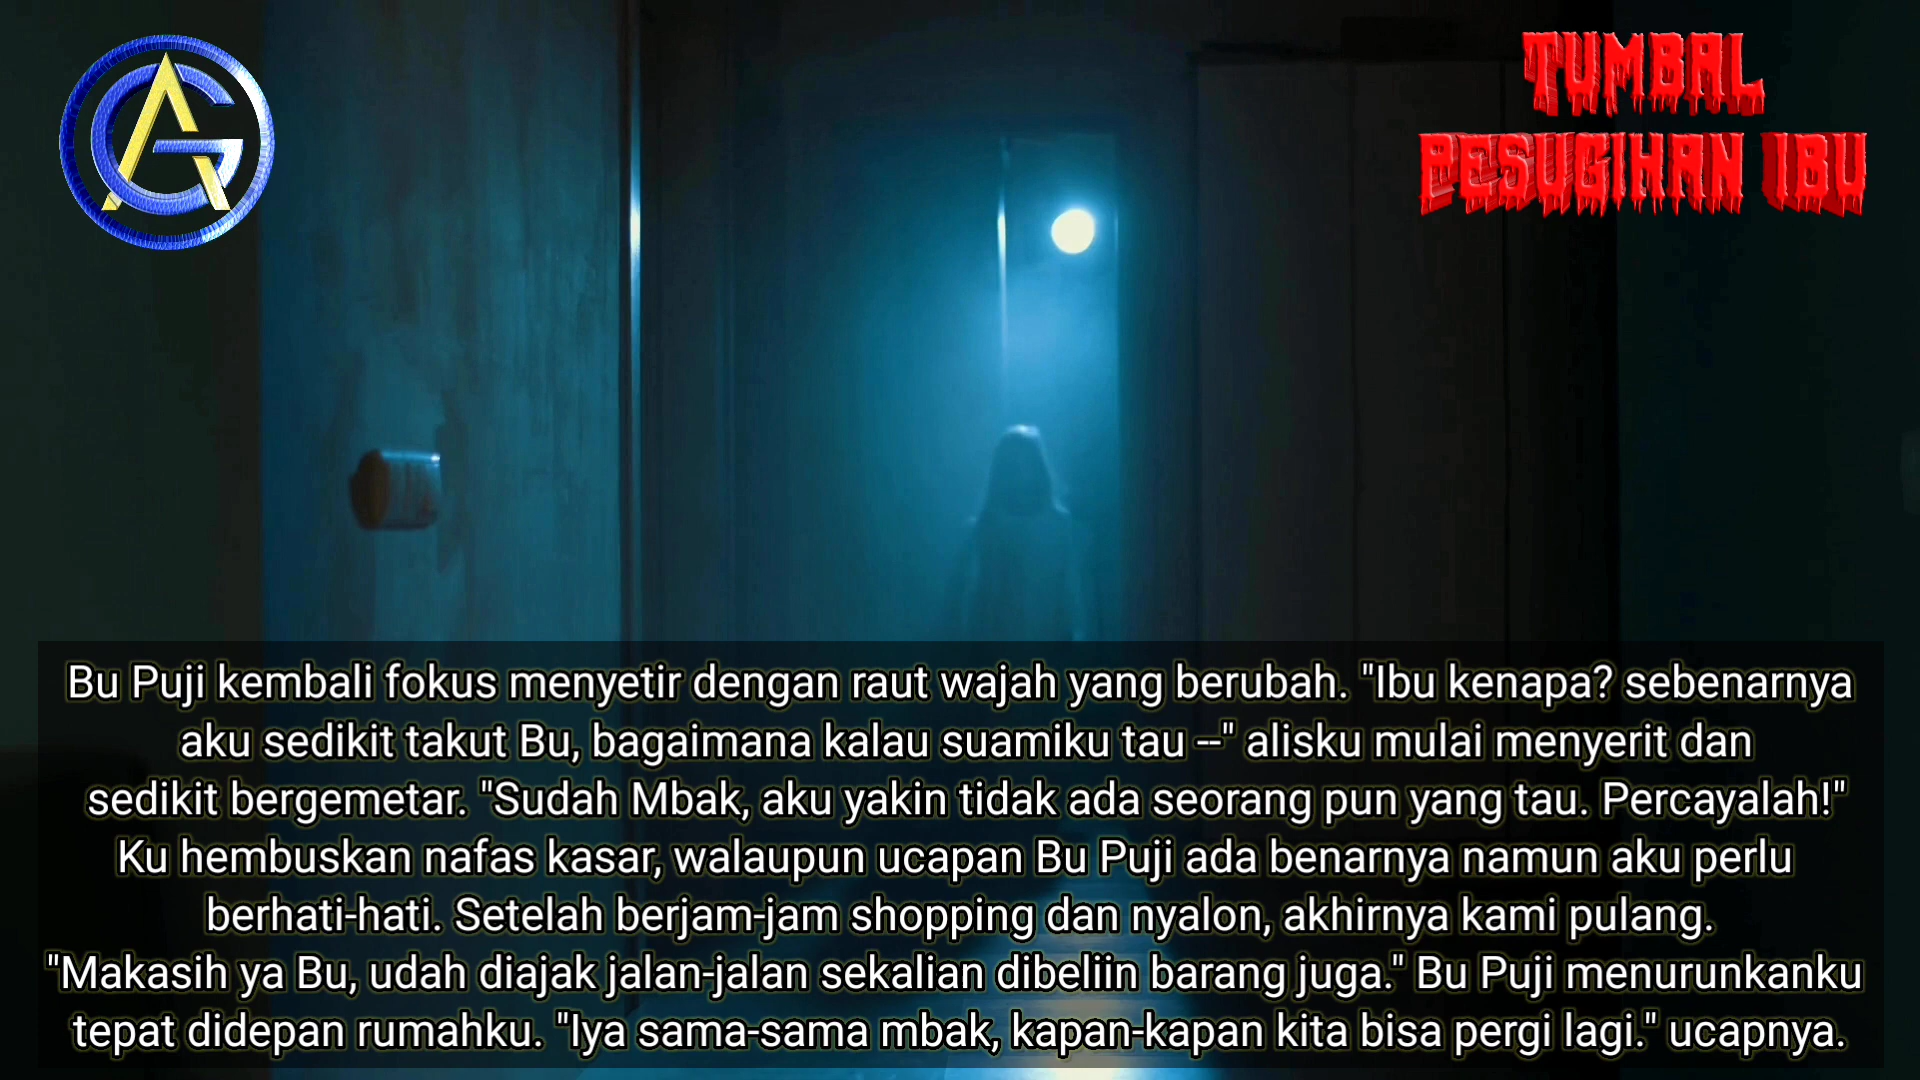 TUMBAL
PESUGIHAN IBU
Bu Puji kembali fokus menyetir dengan raut wajah yang berubah. "Ibu kenapa? sebenarnya
aku sedikit takut Bu, bagaimana kalau suamiku tau --" alisku mulai menyerit dan
sedikit bergemetar. "Sudah Mbak, aku yakin tidak ada seorang pun yang tau. Percayalah!"
Ku hembuskan nafas kasar, walaupun ucapan Bu Puji ada benarnya namun aku perlu
berhati-hati. Setelah berjam-jam shopping dan nyalon, akhirnya kami pulang.
"Makasih ya Bu, udah diajak jalan-jalan sekalian dibeliin barang juga." Bu Puji menurunkanku
tepat didepan rumahku. "Iya sama-sama mbak, kapan-kapan kita bisa pergi lagi." ucapnya.